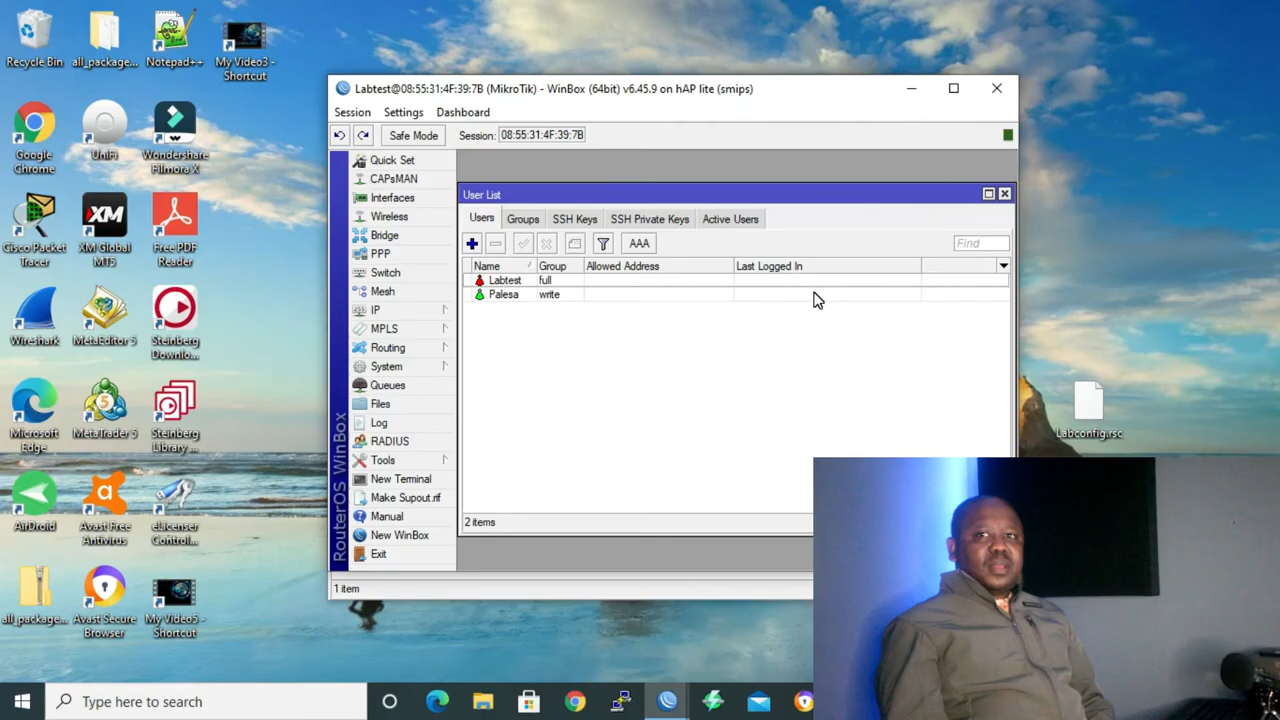 Recycle Bin
all_package...
Notepad++
My Video3 -
Shortcut
Google
Chrome
UniFi
Wondershare
Filmora X
Cisco Packet
Tracer
XM
XM Global
MT5
Free PDF
Reader
Wireshark
MetaEditor 5
Steinberg
Downlo...
Microsoft
Edge
5
MetaTrader 5
Steinberg
Library ...
AirDroid
Avast Free
Antivirus
eLicenser
Control...
all_package...
Avast Secure
Browser
My Video5 -
Shortcut
Labtest@08:55:31:4F:39:7B (MikroTik) - WinBox (64bit) v6.45.9 on hAP lite (smips)
Session Settings Dashboard
Safe Mode Session: 08:55:31:4F:39:7B
RouterOS WinBox
Quick Set
CAPsMAN
Interfaces
Wireless
Bridge
PPP
Switch
Mesh
IP
MPLS
Routing
System
Queues
Files
Log
RADIUS
Tools
New Terminal
Make Supout.rif
Manual
New WinBox
Exit
User List
Users Groups SSH Keys SSH Private Keys Active Users
AAA Find
Name Group Allowed Address Last Logged In
Labtest full
Palesa write
2 items
1 item
Labconfig.rsc
Type here to search